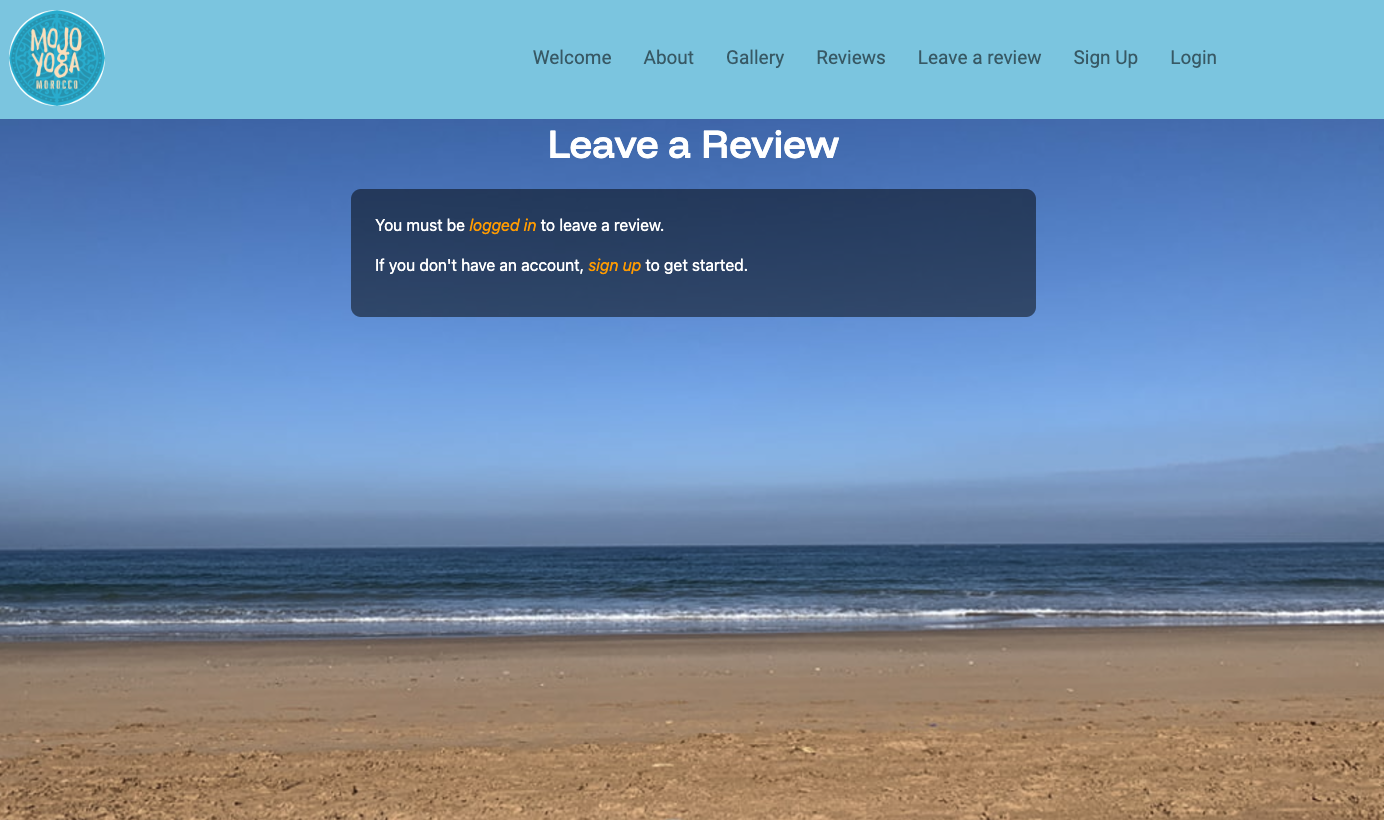 MOJO
YOGA
MOROCCO
Welcome About Gallery Reviews Leave a review Sign Up Login
Leave a Review
You must be logged in to leave a review.
If you don't have an account, sign up to get started.